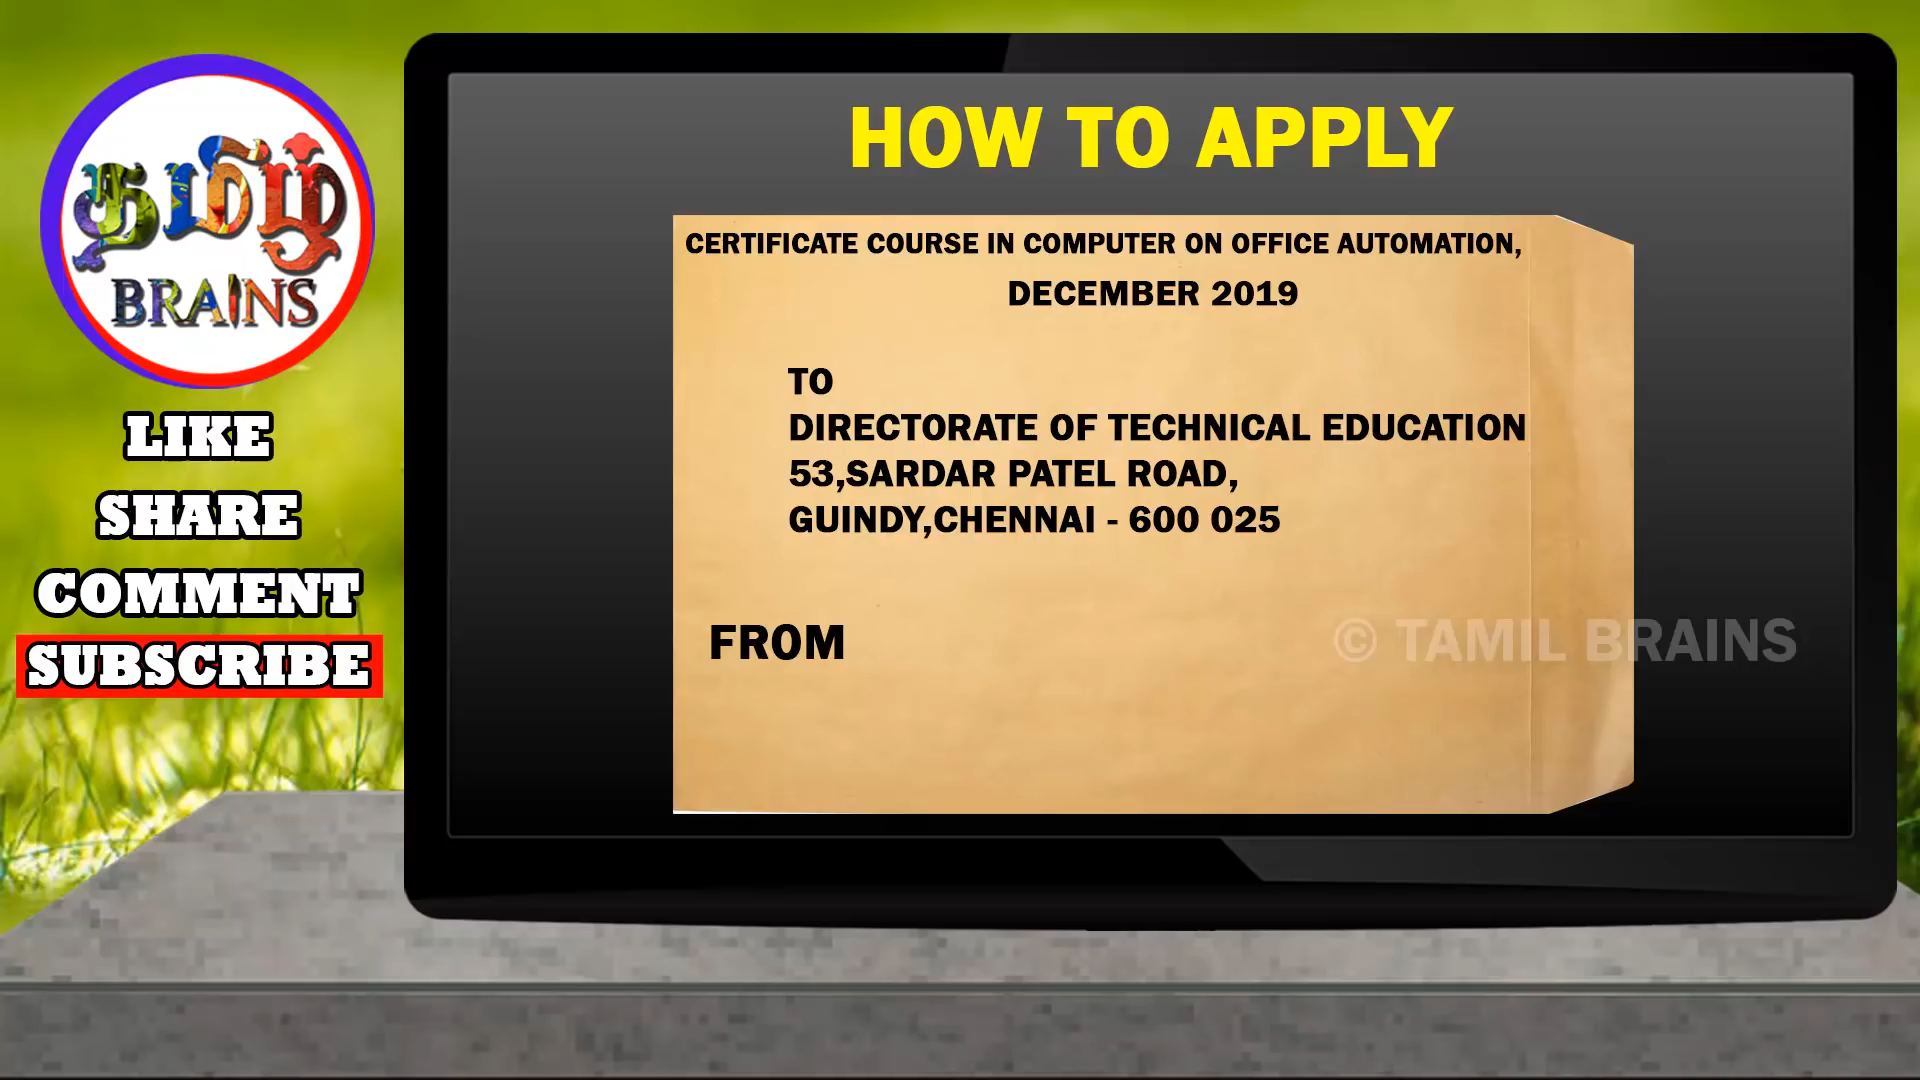 தமிழ்
BRAINS
LIKE
SHARE
COMMENT
SUBSCRIBE
HOW TO APPLY
CERTIFICATE COURSE IN COMPUTER ON OFFICE AUTOMATION,
DECEMBER 2019
TO
DIRECTORATE OF TECHNICAL EDUCATION
53,SARDAR PATEL ROAD,
GUINDY,CHENNAI - 600 025
FROM
© TAMIL BRAINS